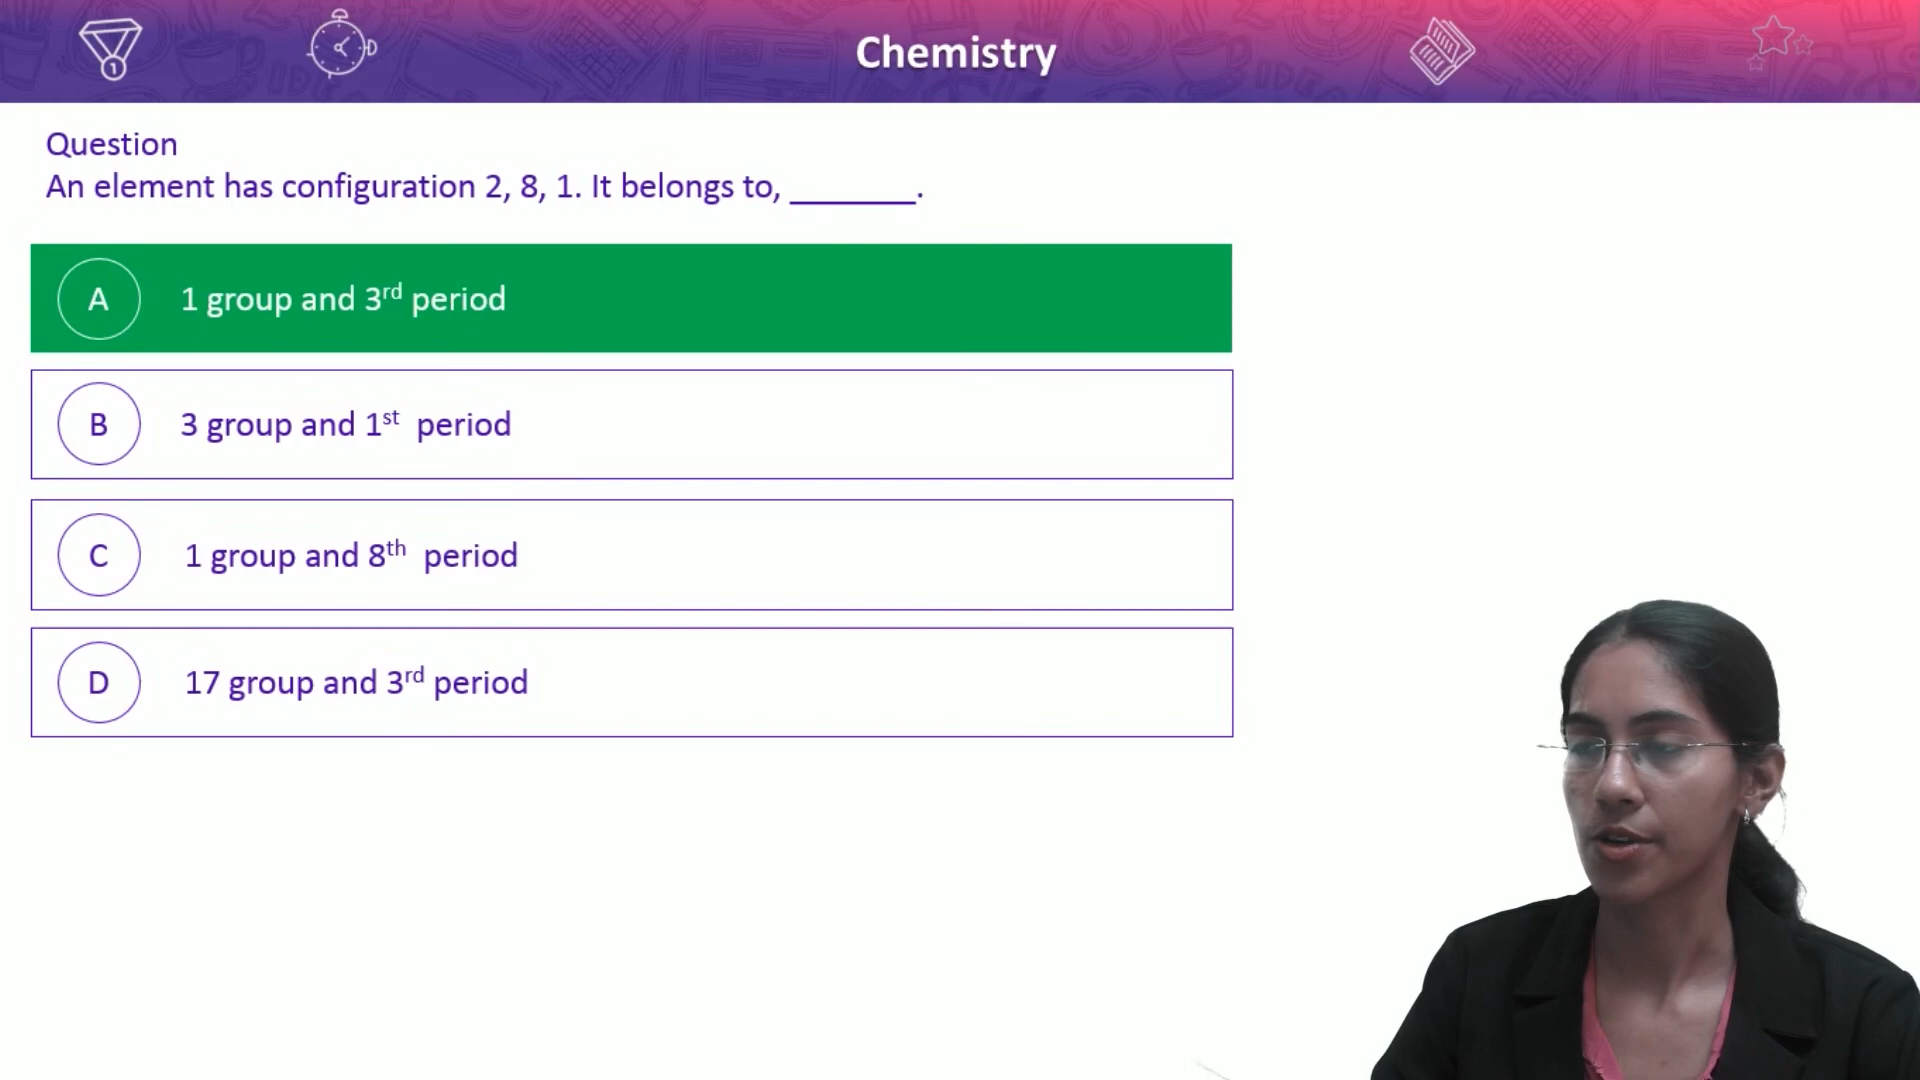 Chemistry
Question
An element has configuration 2, 8, 1. It belongs to, _______.
A 1 group and 3rd period
B 3 group and 1st period
C 1 group and 8th period
D 17 group and 3rd period